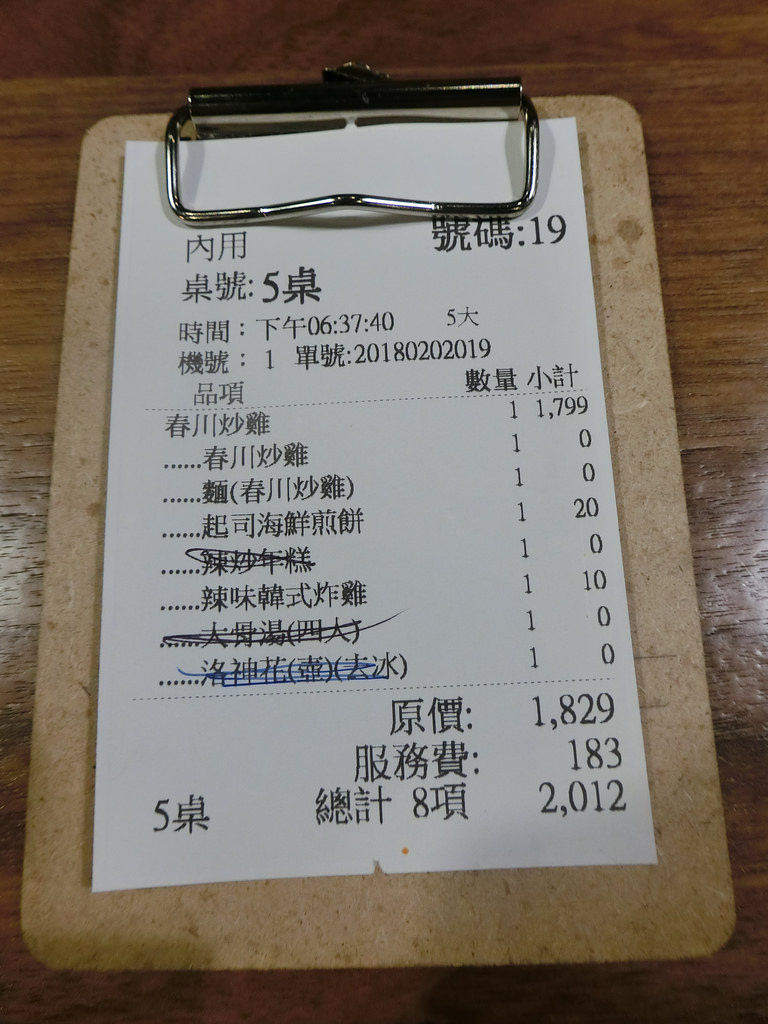 內用 號碼:19
桌號:5桌
時間：下午06:37:40 5大
機號：1 單號:20180202019
品項 數量 小計
春川炒雞 1 1,799
......春川炒雞 1 0
......麵(春川炒雞) 1 0
......起司海鮮煎餅 1 20
......辣炒年糕 1 0
......辣味韓式炸雞 1 10
......大骨湯(四人) 1 0
......洛神花(壺)(去冰) 1 0
原價: 1,829
服務費: 183
5桌 總計 8項 2,012